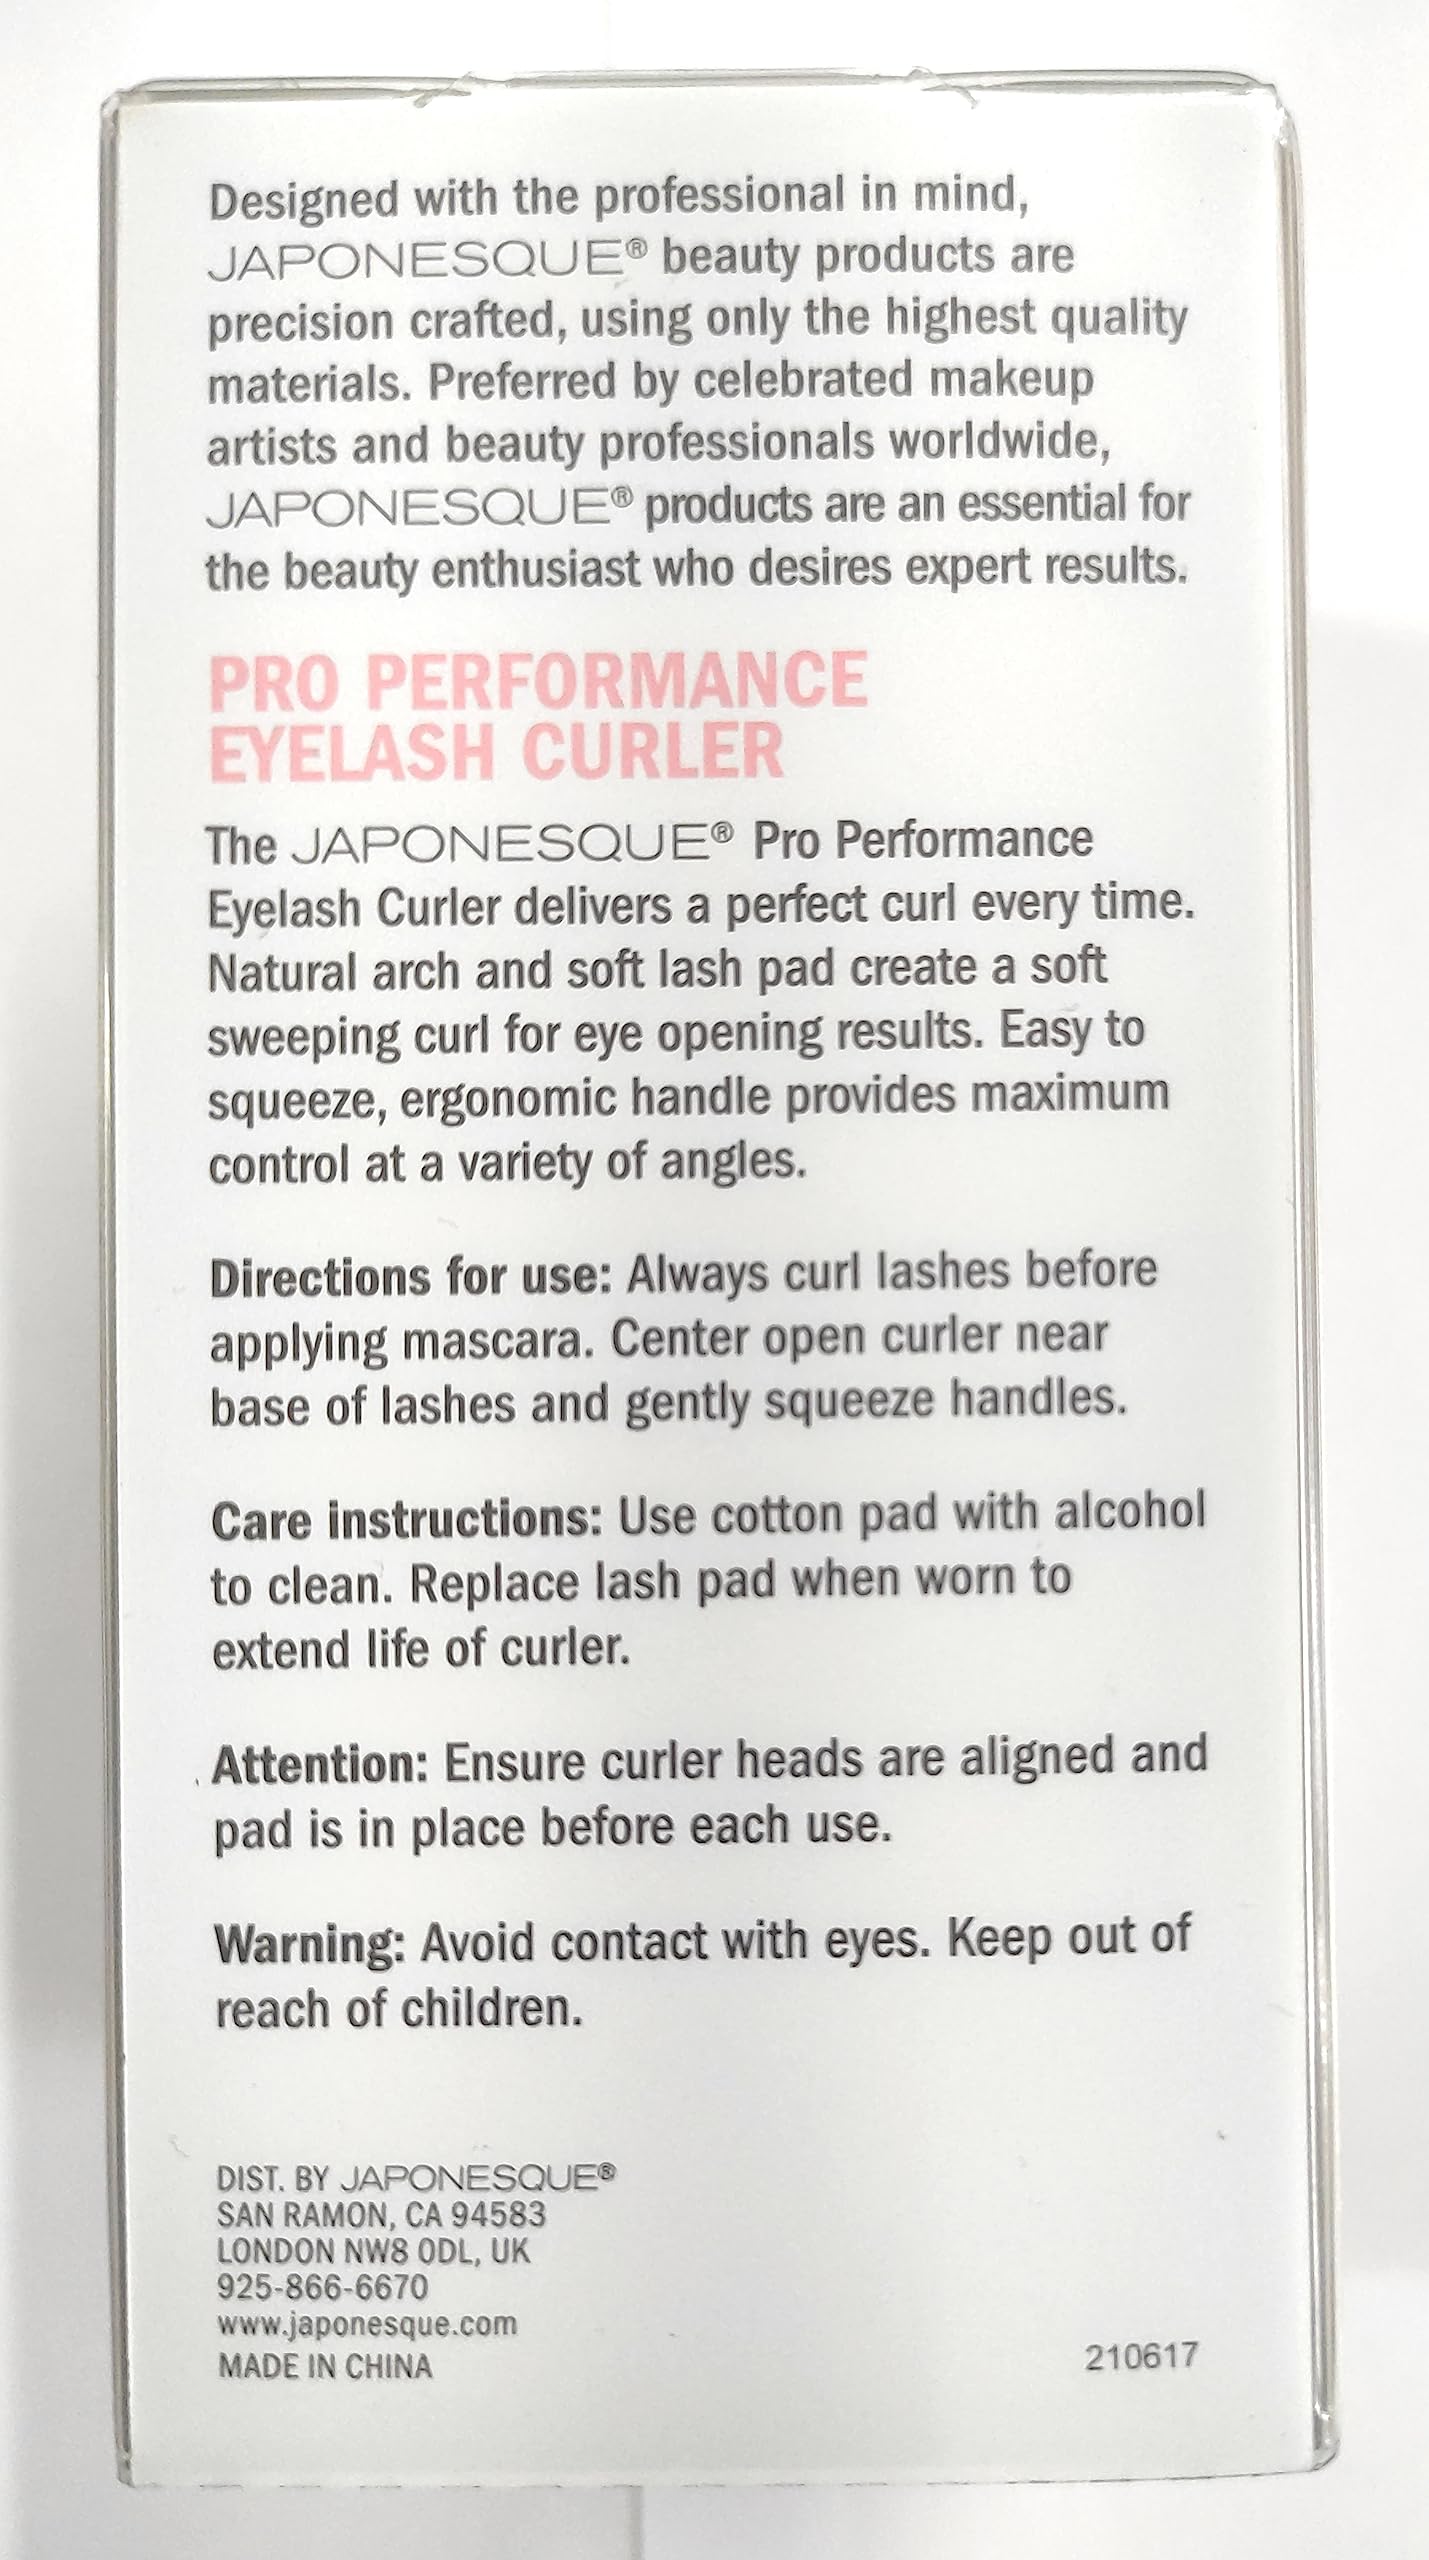 Designed with the professional in mind,
JAPONESQUE® beauty products are
precision crafted, using only the highest quality
materials. Preferred by celebrated makeup
artists and beauty professionals worldwide,
JAPONESQUE® products are an essential for
the beauty enthusiast who desires expert results.
PRO PERFORMANCE
EYELASH CURLER
The JAPONESQUE® Pro Performance
Eyelash Curler delivers a perfect curl every time.
Natural arch and soft lash pad create a soft
sweeping curl for eye opening results. Easy to
squeeze, ergonomic handle provides maximum
control at a variety of angles.
Directions for use: Always curl lashes before
applying mascara. Center open curler near
base of lashes and gently squeeze handles.
Care instructions: Use cotton pad with alcohol
to clean. Replace lash pad when worn to
extend life of curler.
Attention: Ensure curler heads are aligned and
pad is in place before each use.
Warning: Avoid contact with eyes. Keep out of
reach of children.
DIST. BY JAPONESQUE®
SAN RAMON, CA 94583
LONDON NW8 0DL, UK
925-866-6670
www.japonesque.com
MADE IN CHINA
210617